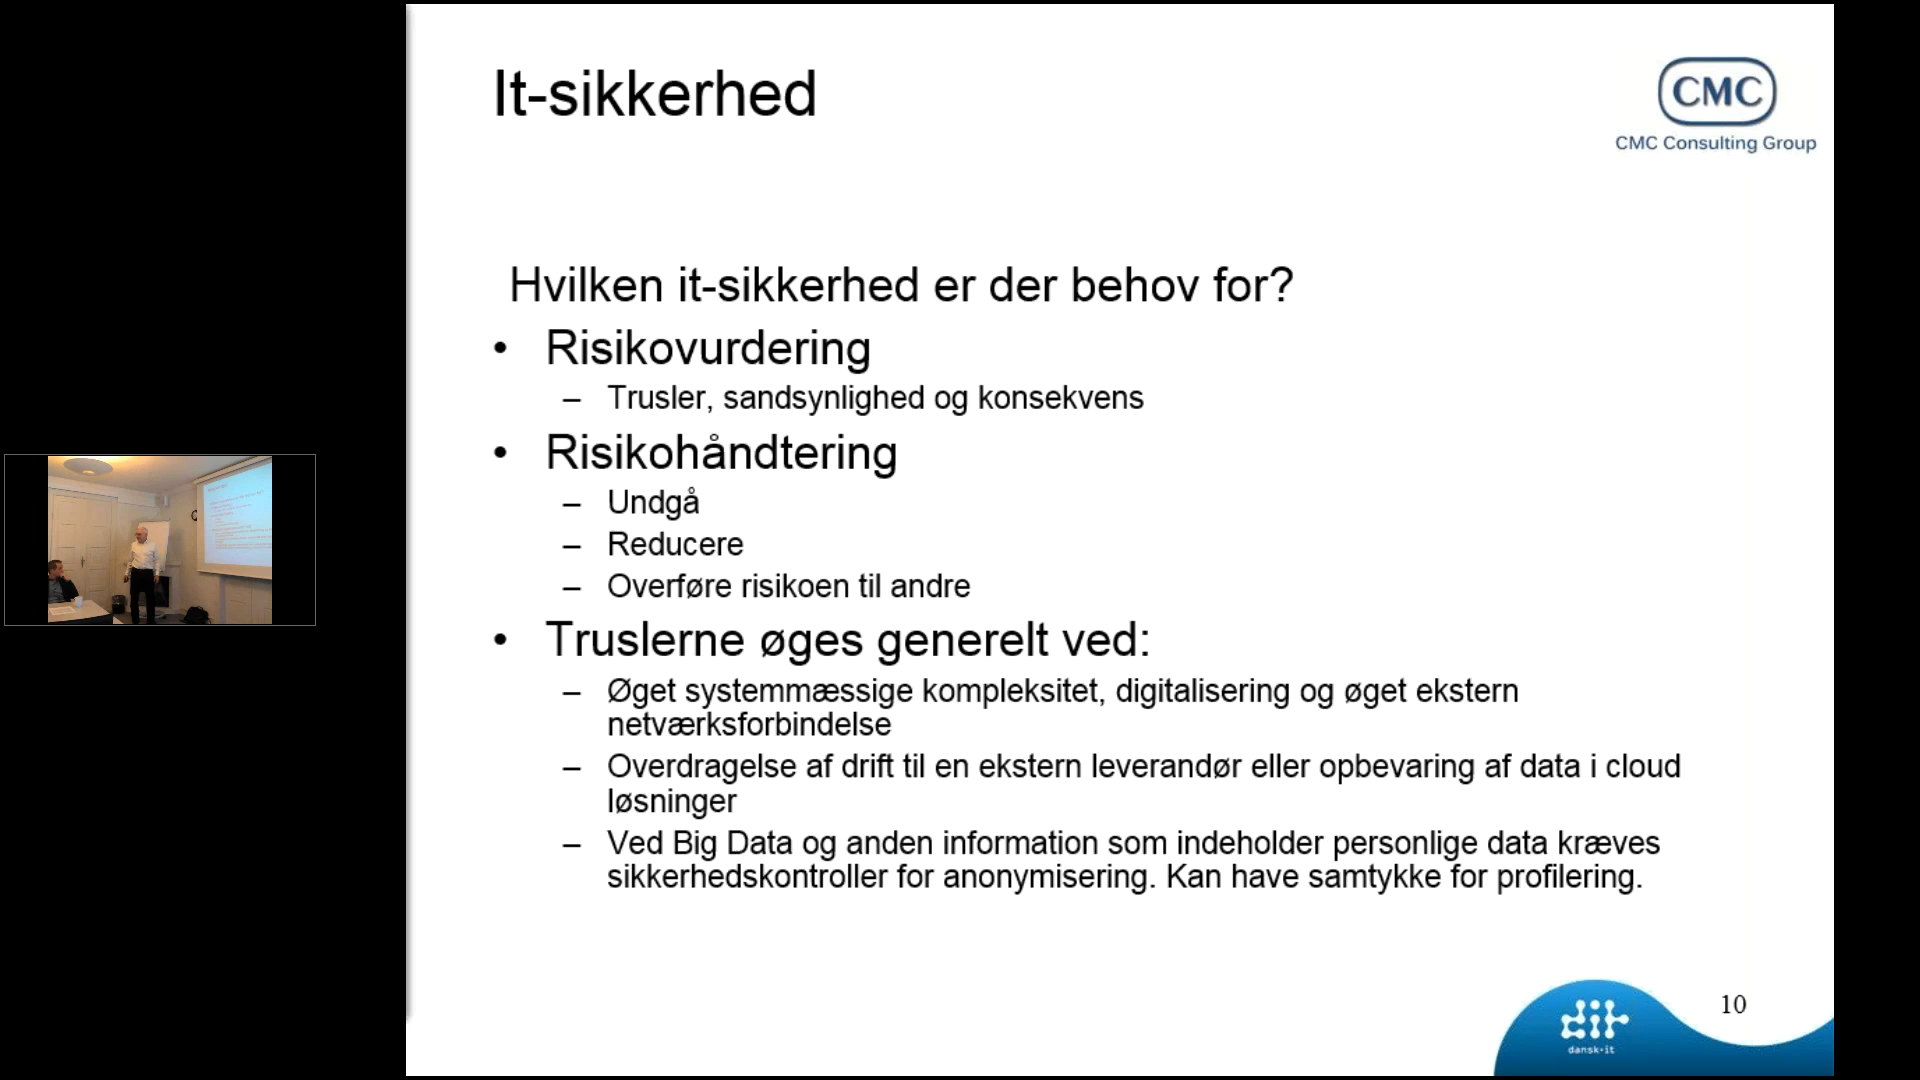 It-sikkerhed
CMC
CMC Consulting Group
Hvilken it-sikkerhed er der behov for?
• Risikovurdering
– Trusler, sandsynlighed og konsekvens
• Risikohåndtering
– Undgå
– Reducere
– Overføre risikoen til andre
• Truslerne øges generelt ved:
– Øget systemmæssige kompleksitet, digitalisering og øget ekstern
netværksforbindelse
– Overdragelse af drift til en ekstern leverandør eller opbevaring af data i cloud
løsninger
– Ved Big Data og anden information som indeholder personlige data kræves
sikkerhedskontroller for anonymisering. Kan have samtykke for profilering.
dit
dansk-it
10